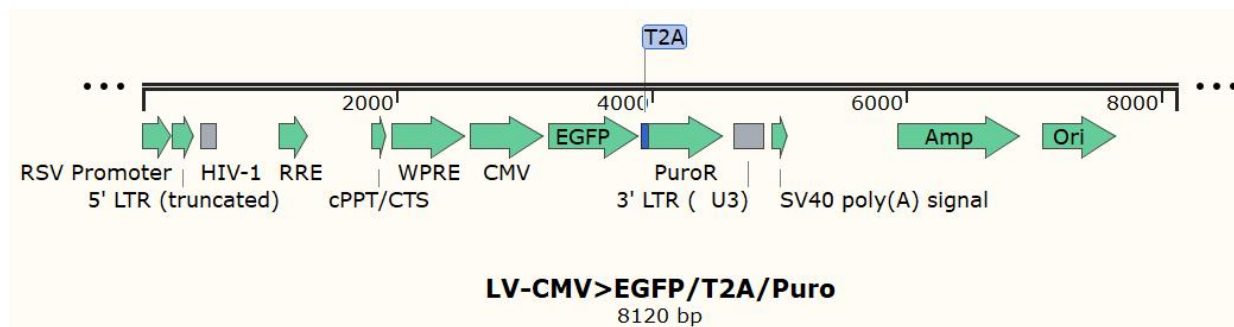 T2A
2000 4000 6000 8000
EGFP Amp Ori
RSV Promoter HIV-1 RRE WPRE CMV PuroR
5' LTR (truncated) cPPT/CTS 3' LTR ( U3) SV40 poly(A) signal
LV-CMV>EGFP/T2A/Puro
8120 bp